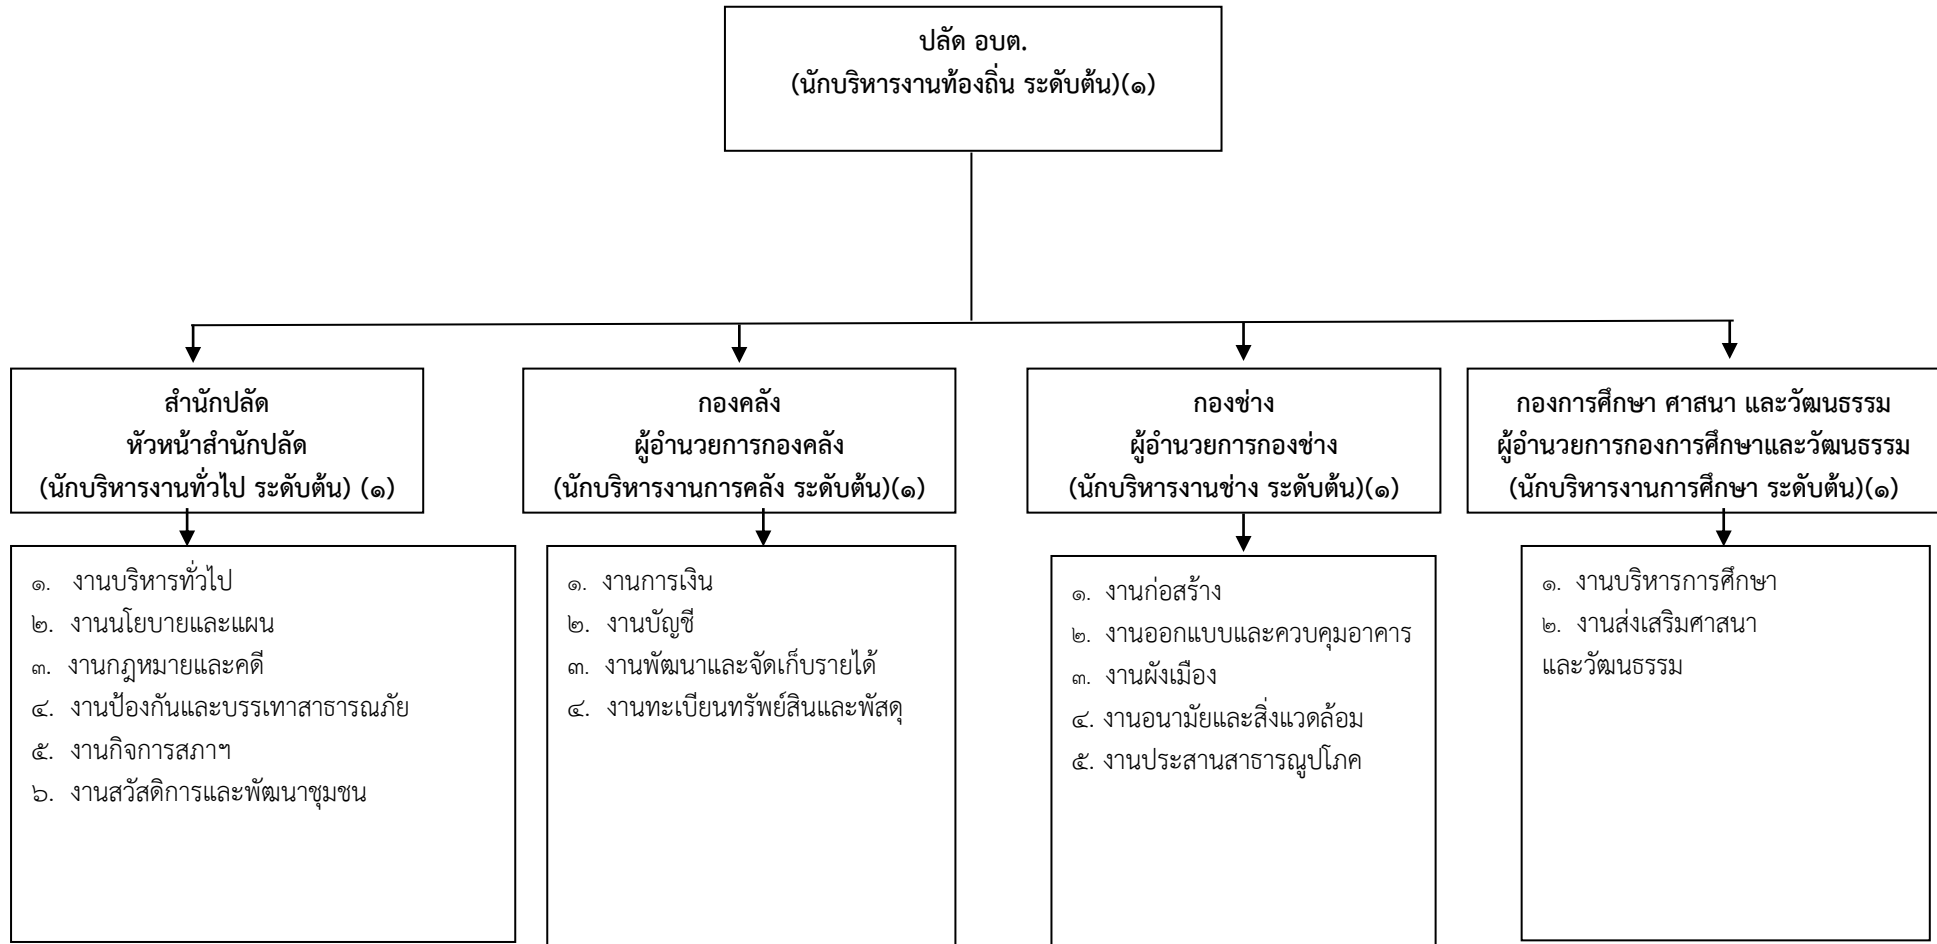 ปลัด อบต.
(นักบริหารงานท้องถิ่น ระดับต้น)(๑)
สำนักปลัด
หัวหน้าสำนักปลัด
(นักบริหารงานทั่วไป ระดับต้น) (๑)
กองคลัง
ผู้อำนวยการกองคลัง
(นักบริหารงานการคลัง ระดับต้น)(๑)
กองช่าง
ผู้อำนวยการกองช่าง
(นักบริหารงานช่าง ระดับต้น)(๑)
กองการศึกษา ศาสนา และวัฒนธรรม
ผู้อำนวยการกองการศึกษาและวัฒนธรรม
(นักบริหารงานการศึกษา ระดับต้น)(๑)
๑. งานบริหารทั่วไป
๒. งานนโยบายและแผน
๓. งานกฎหมายและคดี
๔. งานป้องกันและบรรเทาสาธารณภัย
๕. งานกิจการสภาฯ
๖. งานสวัสดิการและพัฒนาชุมชน
๑. งานการเงิน
๒. งานบัญชี
๓. งานพัฒนาและจัดเก็บรายได้
๔. งานทะเบียนทรัพย์สินและพัสดุ
๑. งานก่อสร้าง
๒. งานออกแบบและควบคุมอาคาร
๓. งานผังเมือง
๔. งานอนามัยและสิ่งแวดล้อม
๕. งานประสานสาธารณูปโภค
๑. งานบริหารการศึกษา
๒. งานส่งเสริมศาสนา
และวัฒนธรรม